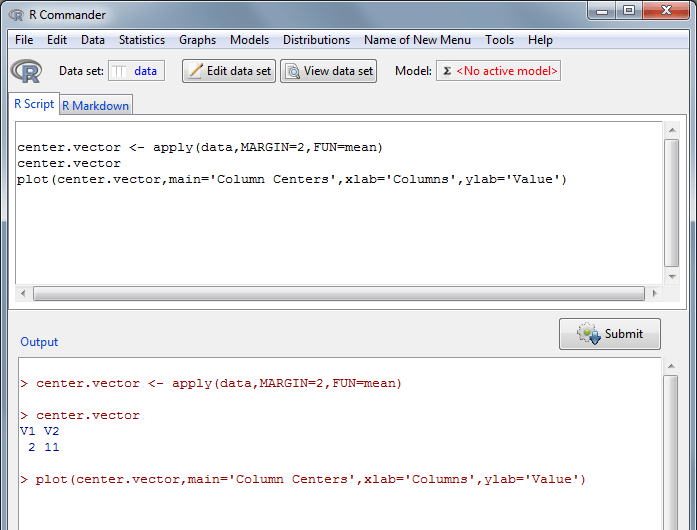 R Commander
File Edit Data Statistics Graphs Models Distributions Name of New Menu Tools Help
R Data set: data Edit data set View data set Model: Σ <No active model>
R Script R Markdown
center.vector <- apply(data,MARGIN=2,FUN=mean)
center.vector
plot(center.vector,main='Column Centers',xlab='Columns',ylab='Value')
Submit
Output
> center.vector <- apply(data,MARGIN=2,FUN=mean)
> center.vector
V1 V2
2 11
> plot(center.vector,main='Column Centers',xlab='Columns',ylab='Value')